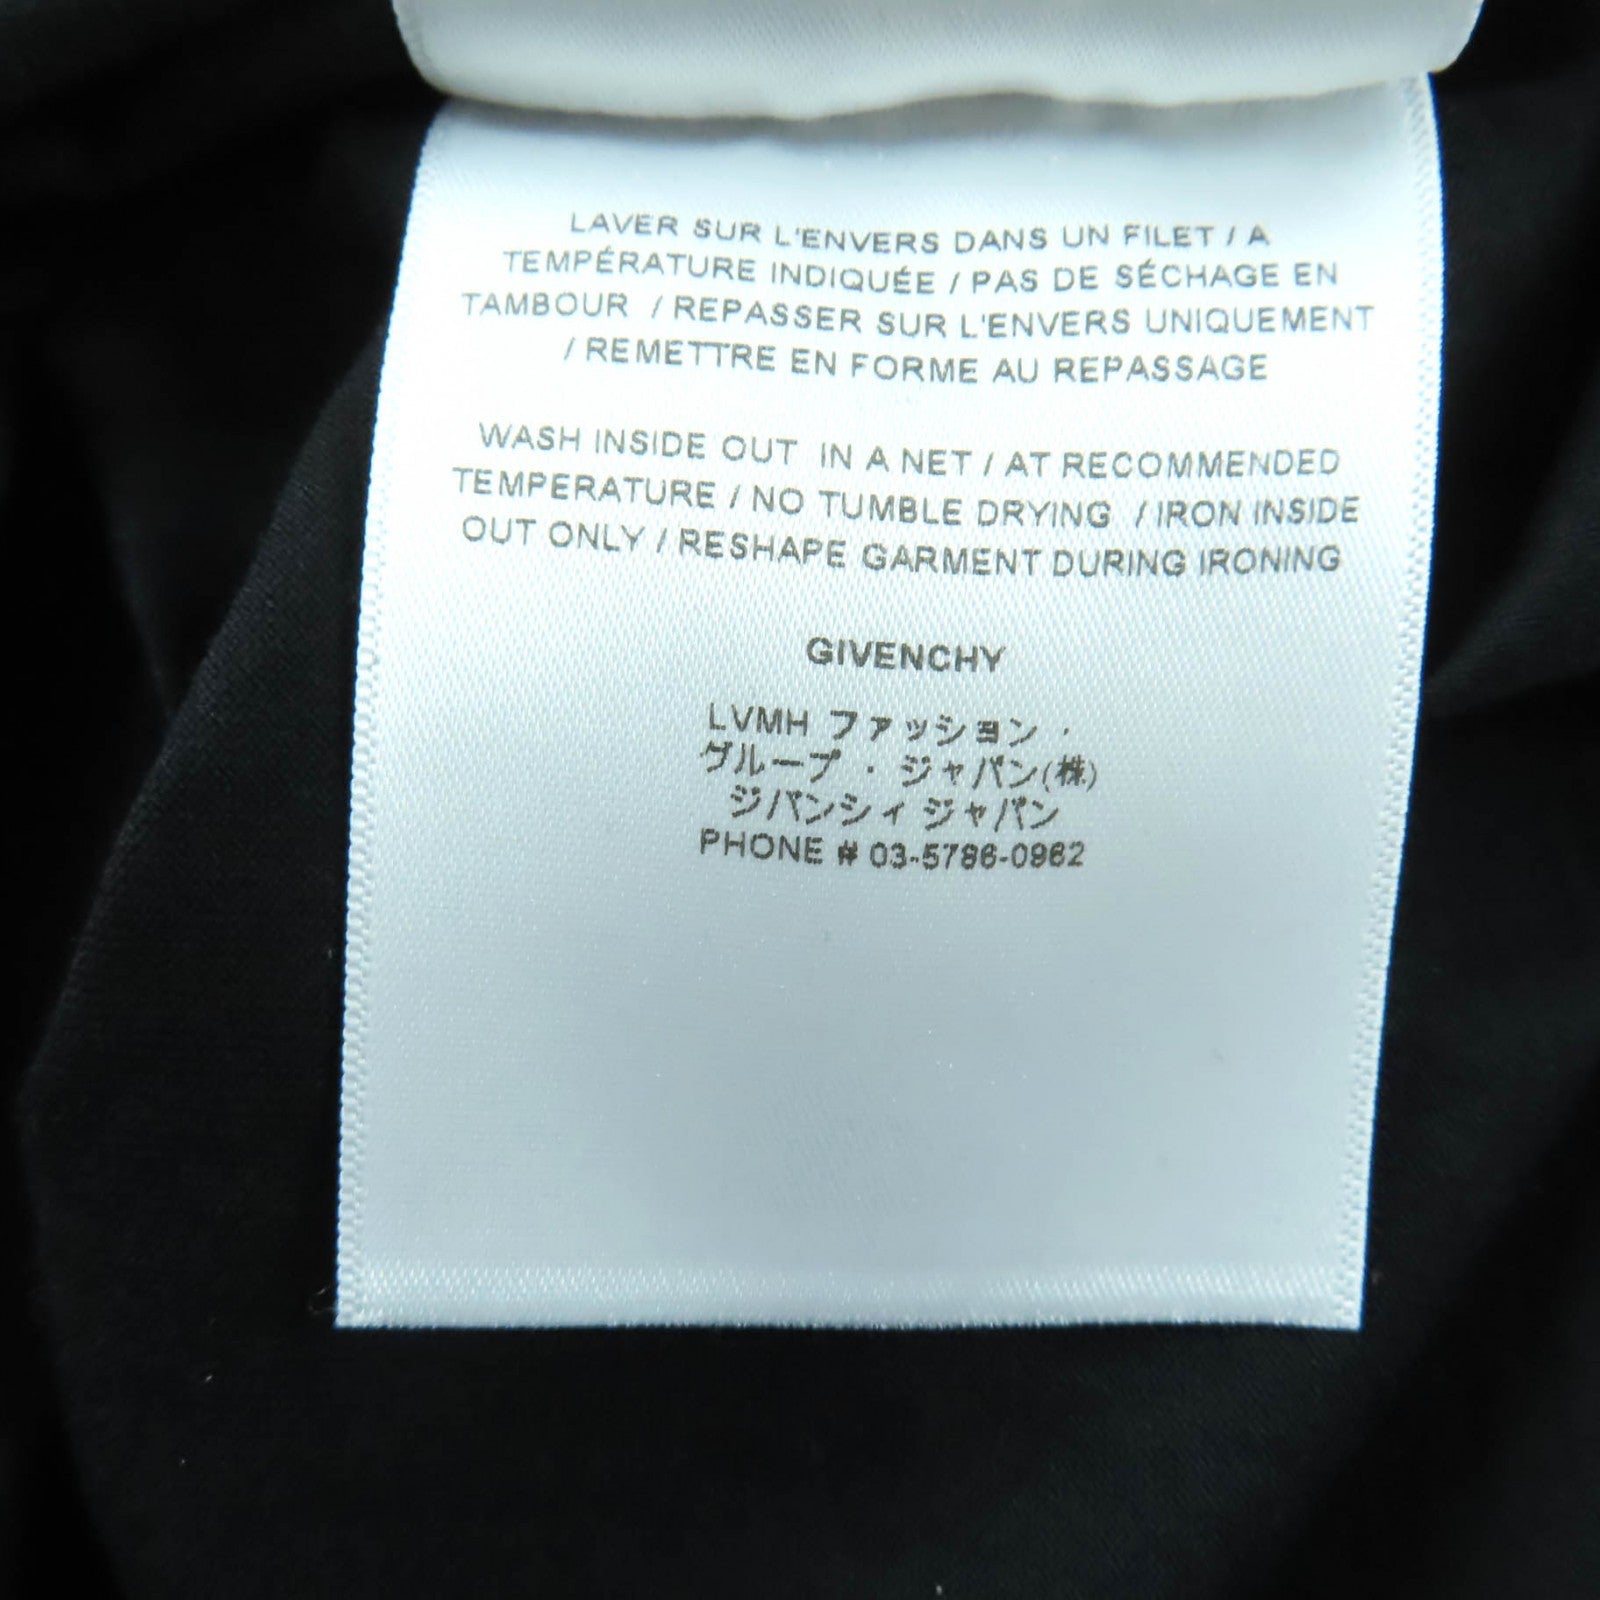 LAVER SUR L'ENVERS DANS UN FILET / A
TEMPÉRATURE INDIQUÉE / PAS DE SÉCHAGE EN
TAMBOUR / REPASSER SUR L'ENVERS UNIQUEMENT
/ REMETTRE EN FORME AU REPASSAGE
WASH INSIDE OUT IN A NET / AT RECOMMENDED
TEMPERATURE / NO TUMBLE DRYING / IRON INSIDE
OUT ONLY / RESHAPE GARMENT DURING IRONING
GIVENCHY
LVMH ファッション・
グループ・ジャパン(株)
ジバンシィ ジャパン
PHONE # 03-5786-0962